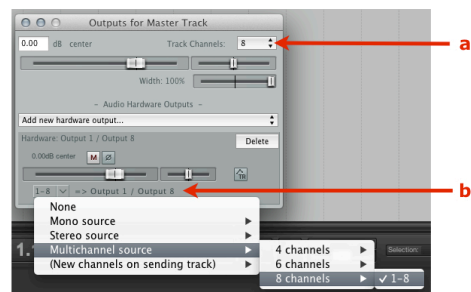 Outputs for Master Track
0.00 dB center Track Channels: 8
a
Width: 100%
- Audio Hardware Outputs -
Add new hardware output...
Hardware: Output 1 / Output 8 Delete
0.00dB center M Ø
TR
1-8 => Output 1 / Output 8
b
None
Mono source
Stereo source
Multichannel source
(New channels on sending track)
4 channels
6 channels
8 channels ✓ 1-8
1.
Selection: